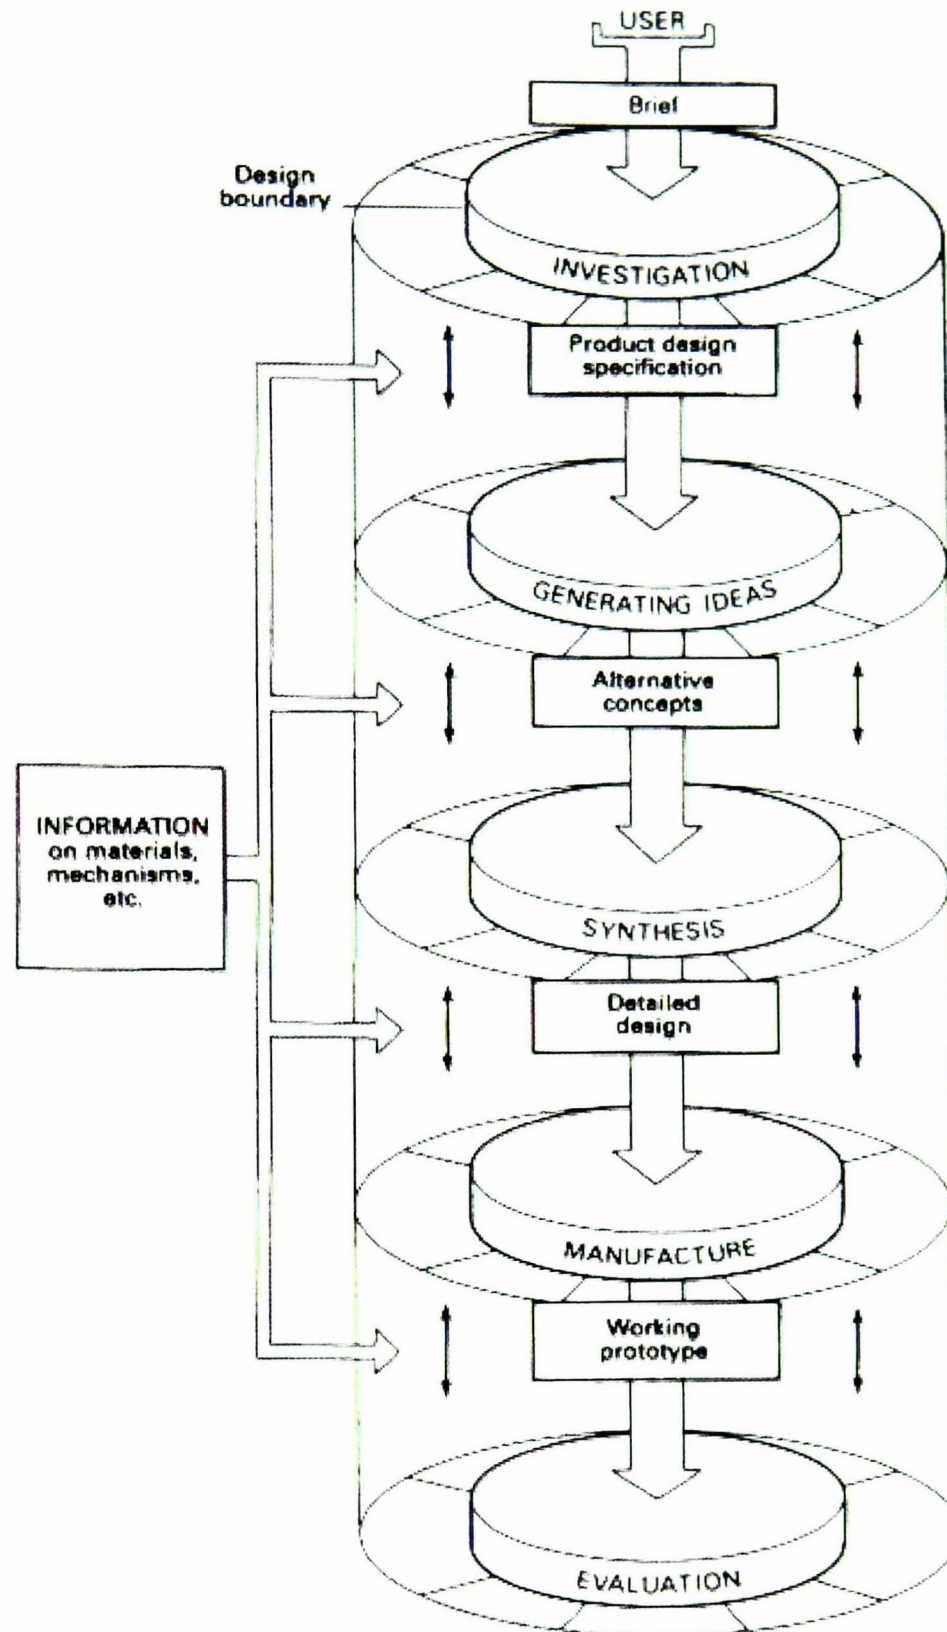 USER
Brief
Design
boundary
INVESTIGATION
Product design
specification
GENERATING IDEAS
Alternative
concepts
INFORMATION
on materials,
mechanisms,
etc.
SYNTHESIS
Detailed
design
MANUFACTURE
Working
prototype
EVALUATION